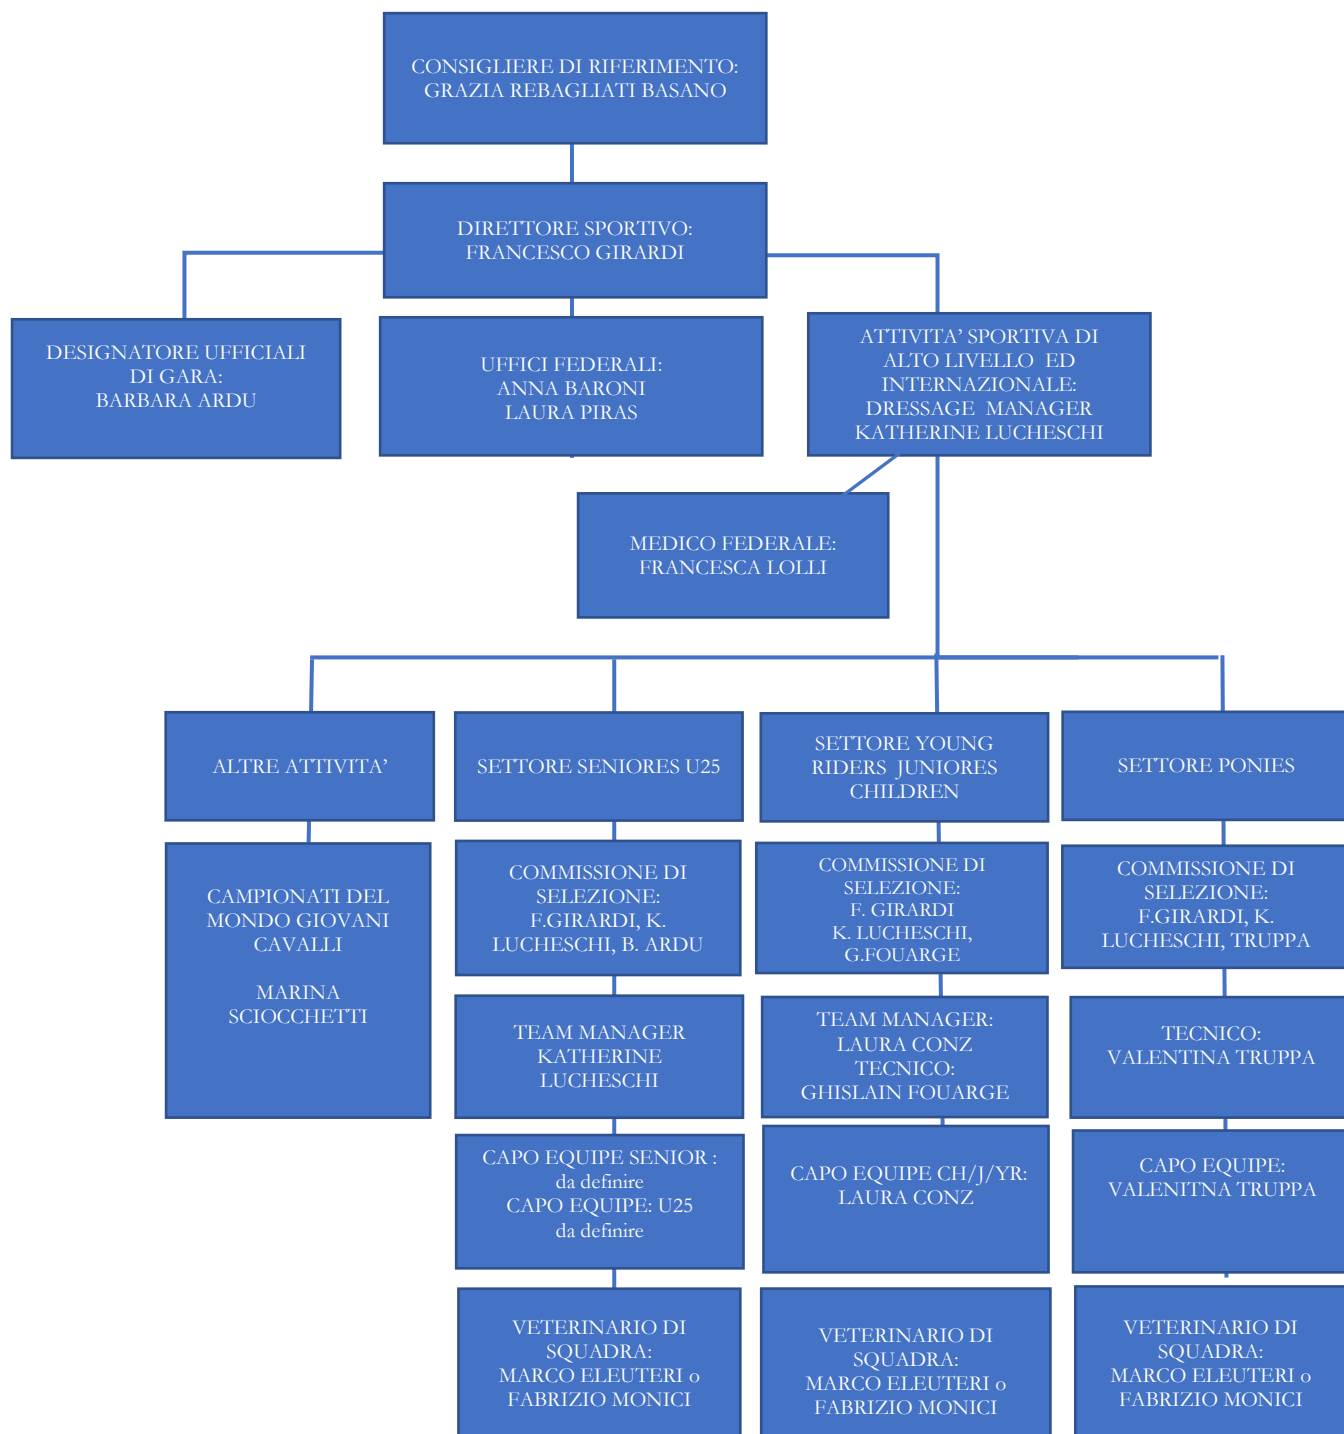 CONSIGLIERE DI RIFERIMENTO:
GRAZIA REBAGLIATI BASANO
DIRETTORE SPORTIVO:
FRANCESCO GIRARDI
DESIGNATORE UFFICIALI
DI GARA:
BARBARA ARDU
UFFICI FEDERALI:
ANNA BARONI
LAURA PIRAS
ATTIVITA’ SPORTIVA DI
ALTO LIVELLO ED
INTERNAZIONALE:
DRESSAGE MANAGER
KATHERINE LUCHESCHI
MEDICO FEDERALE:
FRANCESCA LOLLI
ALTRE ATTIVITA’
SETTORE SENIORES U25
SETTORE YOUNG
RIDERS JUNIORES
CHILDREN
SETTORE PONIES
CAMPIONATI DEL
MONDO GIOVANI
CAVALLI
MARINA
SCIOCCHETTI
COMMISSIONE DI
SELEZIONE:
F.GIRARDI, K.
LUCHESCHI, B. ARDU
COMMISSIONE DI
SELEZIONE:
F. GIRARDI
K. LUCHESCHI,
G.FOUARGE
COMMISSIONE DI
SELEZIONE:
F.GIRARDI, K.
LUCHESCHI, TRUPPA
TEAM MANAGER
KATHERINE
LUCHESCHI
TEAM MANAGER:
LAURA CONZ
TECNICO:
GHISLAIN FOUARGE
TECNICO:
VALENTINA TRUPPA
CAPO EQUIPE SENIOR :
da definire
CAPO EQUIPE: U25
da definire
CAPO EQUIPE CH/J/YR:
LAURA CONZ
CAPO EQUIPE:
VALENITNA TRUPPA
VETERINARIO DI
SQUADRA:
MARCO ELEUTERI o
FABRIZIO MONICI
VETERINARIO DI
SQUADRA:
MARCO ELEUTERI o
FABRIZIO MONICI
VETERINARIO DI
SQUADRA:
MARCO ELEUTERI o
FABRIZIO MONICI